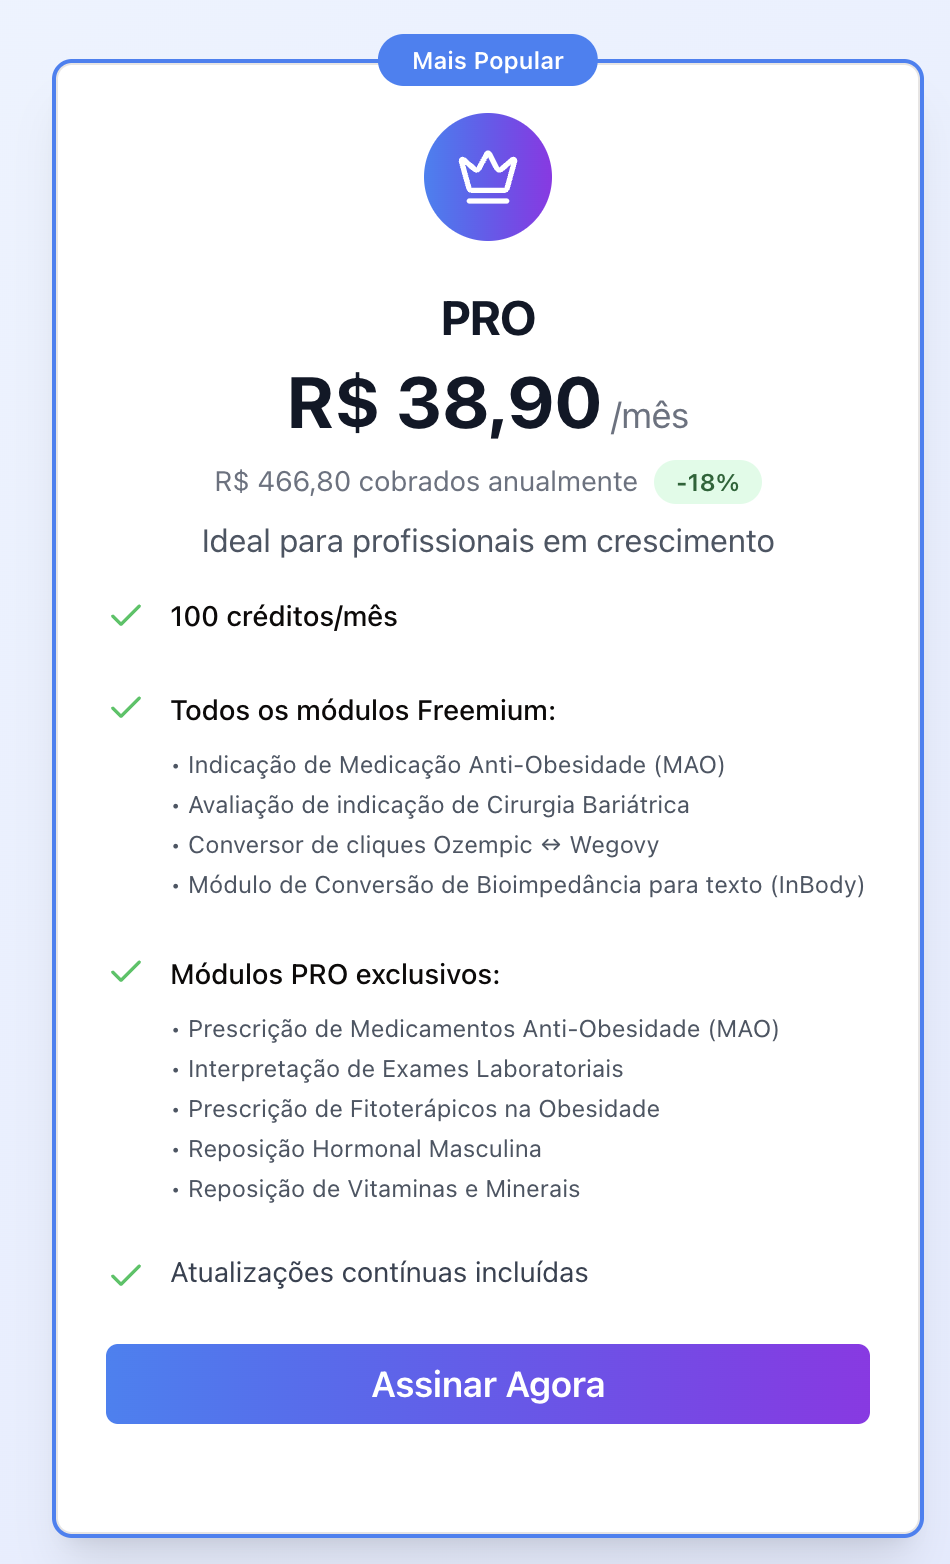 Mais Popular
PRO
R$ 38,90 /mês
R$ 466,80 cobrados anualmente -18%
Ideal para profissionais em crescimento
100 créditos/mês
Todos os módulos Freemium:
• Indicação de Medicação Anti-Obesidade (MAO)
• Avaliação de indicação de Cirurgia Bariátrica
• Conversor de cliques Ozempic ↔ Wegovy
• Módulo de Conversão de Bioimpedância para texto (InBody)
Módulos PRO exclusivos:
• Prescrição de Medicamentos Anti-Obesidade (MAO)
• Interpretação de Exames Laboratoriais
• Prescrição de Fitoterápicos na Obesidade
• Reposição Hormonal Masculina
• Reposição de Vitaminas e Minerais
Atualizações contínuas incluídas
Assinar Agora